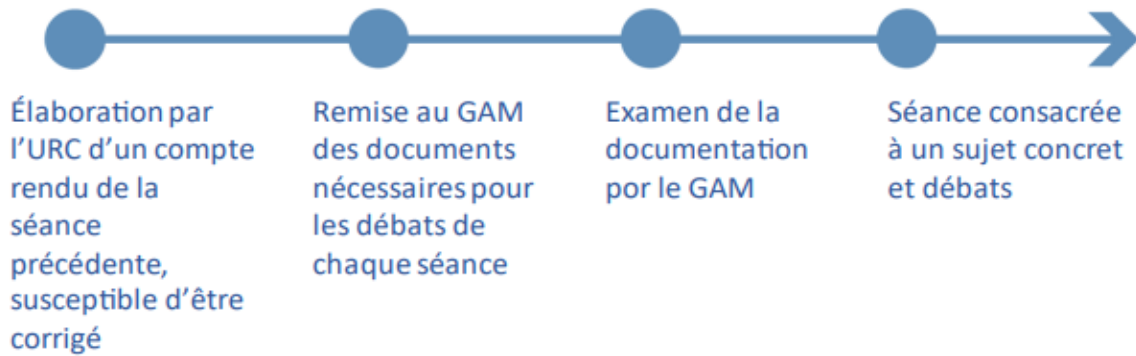 Élaboration par
l’URC d’un compte
rendu de la
séance
précédente,
susceptible d’être
corrigé
Remise au GAM
des documents
nécessaires pour
les débats de
chaque séance
Examen de la
documentation
por le GAM
Séance consacrée
à un sujet concret
et débats